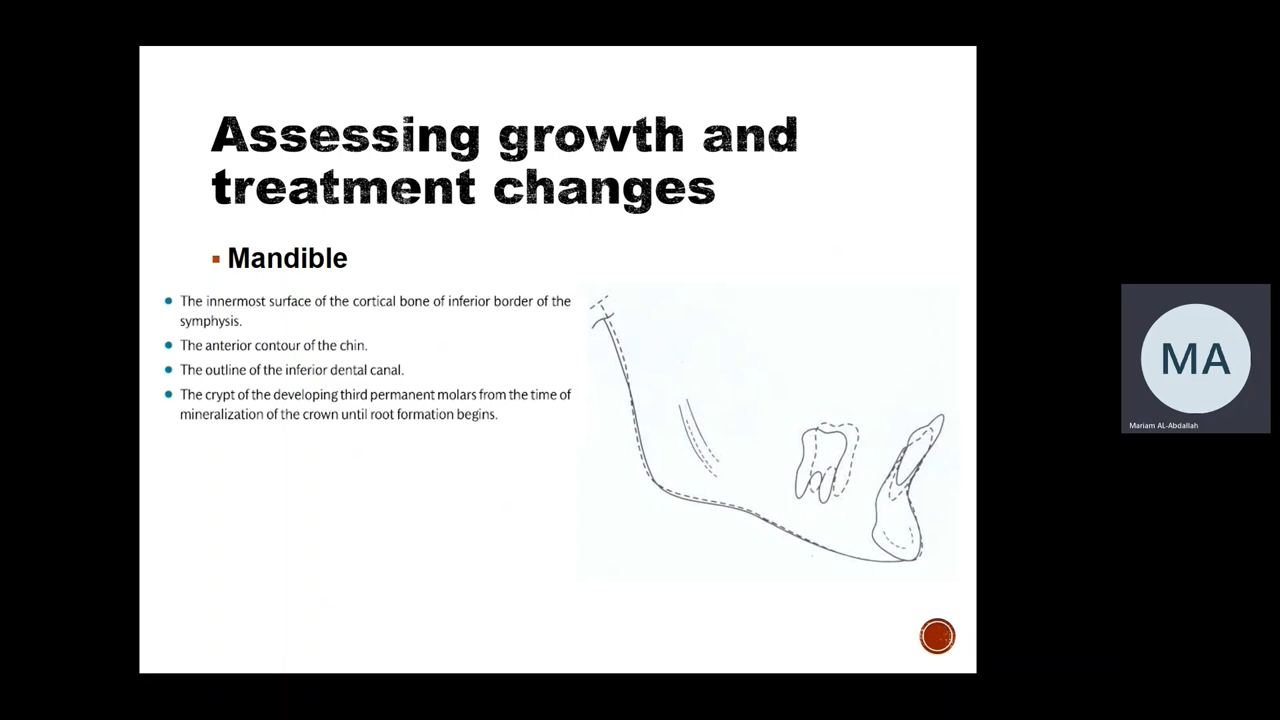 Assessing growth and
treatment changes
Mandible
The innermost surface of the cortical bone of inferior border of the
symphysis.
The anterior contour of the chin.
The outline of the inferior dental canal.
The crypt of the developing third permanent molars from the time of
mineralization of the crown until root formation begins.
MA
Mariam AL-Abdallah